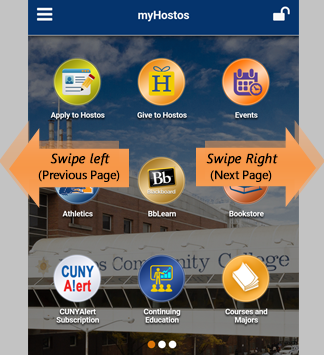 myHostos
H
Apply to Hostos
Give to Hostos
Events
Swipe left
(Previous Page)
Swipe Right
(Next Page)
Bb
Blackboard
Athletics
BbLearn
Bookstore
os Community College
CUNY
Alert
CUNYAlert
Subscription
Continuing
Education
Courses and
Majors